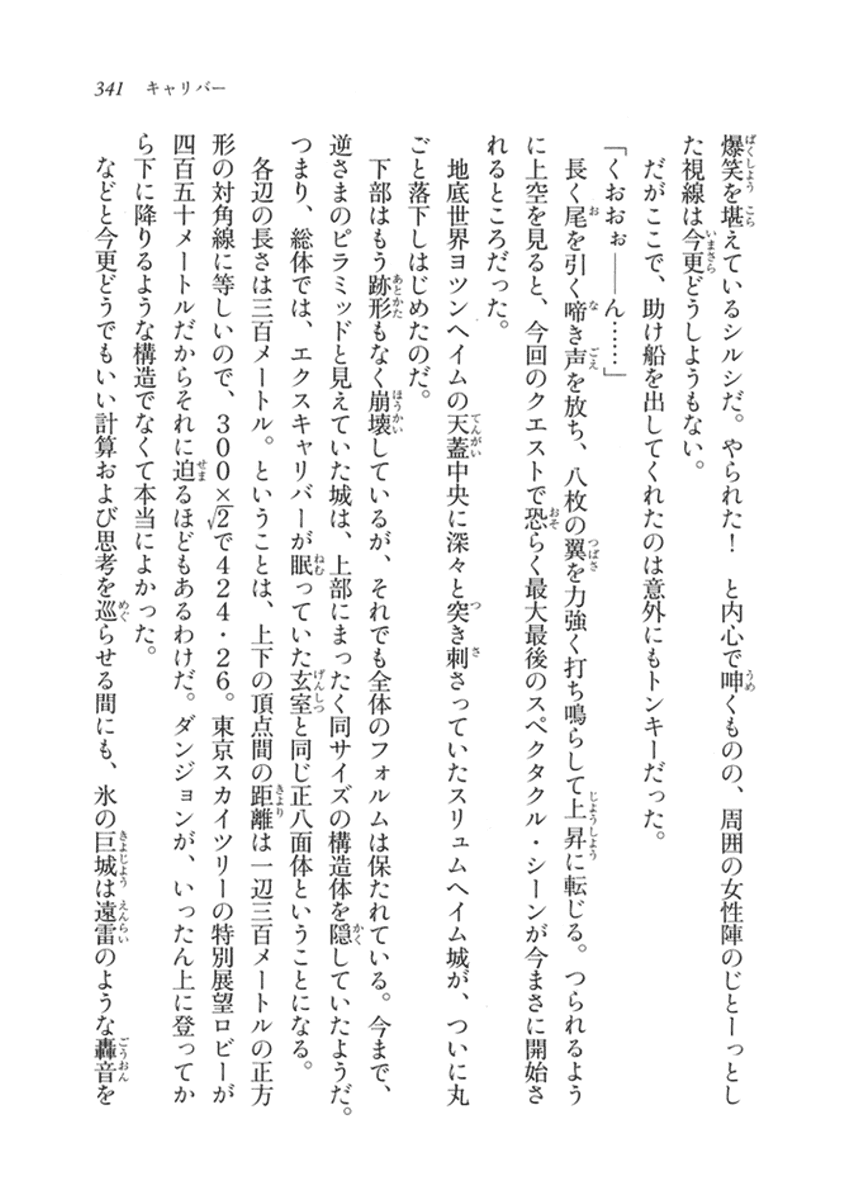 341　キャリバー
爆笑を堪えているシルシだ。やられた！　と内心で呻くものの、周囲の女性陣のじとーっとし
た視線は今更どうしようもない。
　だがここで、助け船を出してくれたのは意外にもトンキーだった。
「くおおぉ――ん……」
　長く尾を引く啼き声を放ち、八枚の翼を力強く打ち鳴らして上昇に転じる。つられるよう
に上空を見ると、今回のクエストで恐らく最大最後のスペクタクル・シーンが今まさに開始さ
れるところだった。
　地底世界ヨツンヘイムの天蓋中央に深々と突き刺さっていたスリュムヘイム城が、ついに丸
ごと落下しはじめたのだ。
　下部はもう跡形もなく崩壊しているが、それでも全体のフォルムは保たれている。今まで、
逆さまのピラミッドと見えていた城は、上部にまったく同サイズの構造体を隠していたようだ。
つまり、総体では、エクスキャリバーが眠っていた玄室と同じ正八面体ということになる。
　各辺の長さは三百メートル。ということは、上下の頂点間の距離は一辺三百メートルの正方
形の対角線に等しいので、３００×√2で４２４・２６。東京スカイツリーの特別展望ロビーが
四百五十メートルだからそれに迫るほどもあるわけだ。ダンジョンが、いったん上に登ってか
ら下に降りるような構造でなくて本当によかった。
　などと今更どうでもいい計算および思考を巡らせる間にも、氷の巨城は遠雷のような轟音を